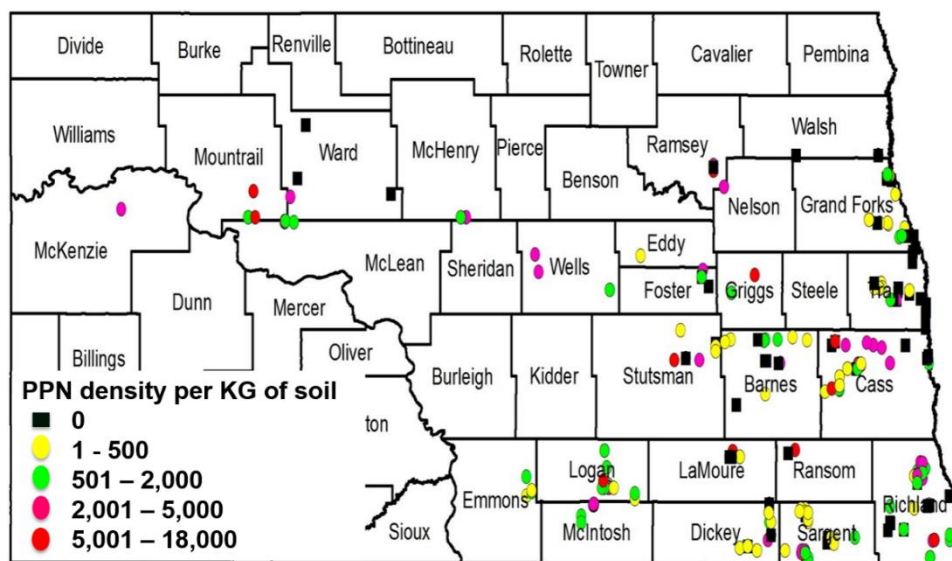 Divide
Burke
Renville
Bottineau
Rolette
Towner
Cavalier
Pembina
Williams
Mountrail
Ward
McHenry
Pierce
Benson
Ramsey
Walsh
Nelson
Grand Forks
McKenzie
Dunn
McLean
Mercer
Sheridan
Wells
Eddy
Foster
Griggs
Steele
Billings
Oliver
Burleigh
Kidder
Stutsman
Barnes
Cass
ton
Sioux
Emmons
Logan
McIntosh
LaMoure
Dickey
Ransom
Sargent
Richland
PPN density per KG of soil
0
1 - 500
501 – 2,000
2,001 – 5,000
5,001 – 18,000